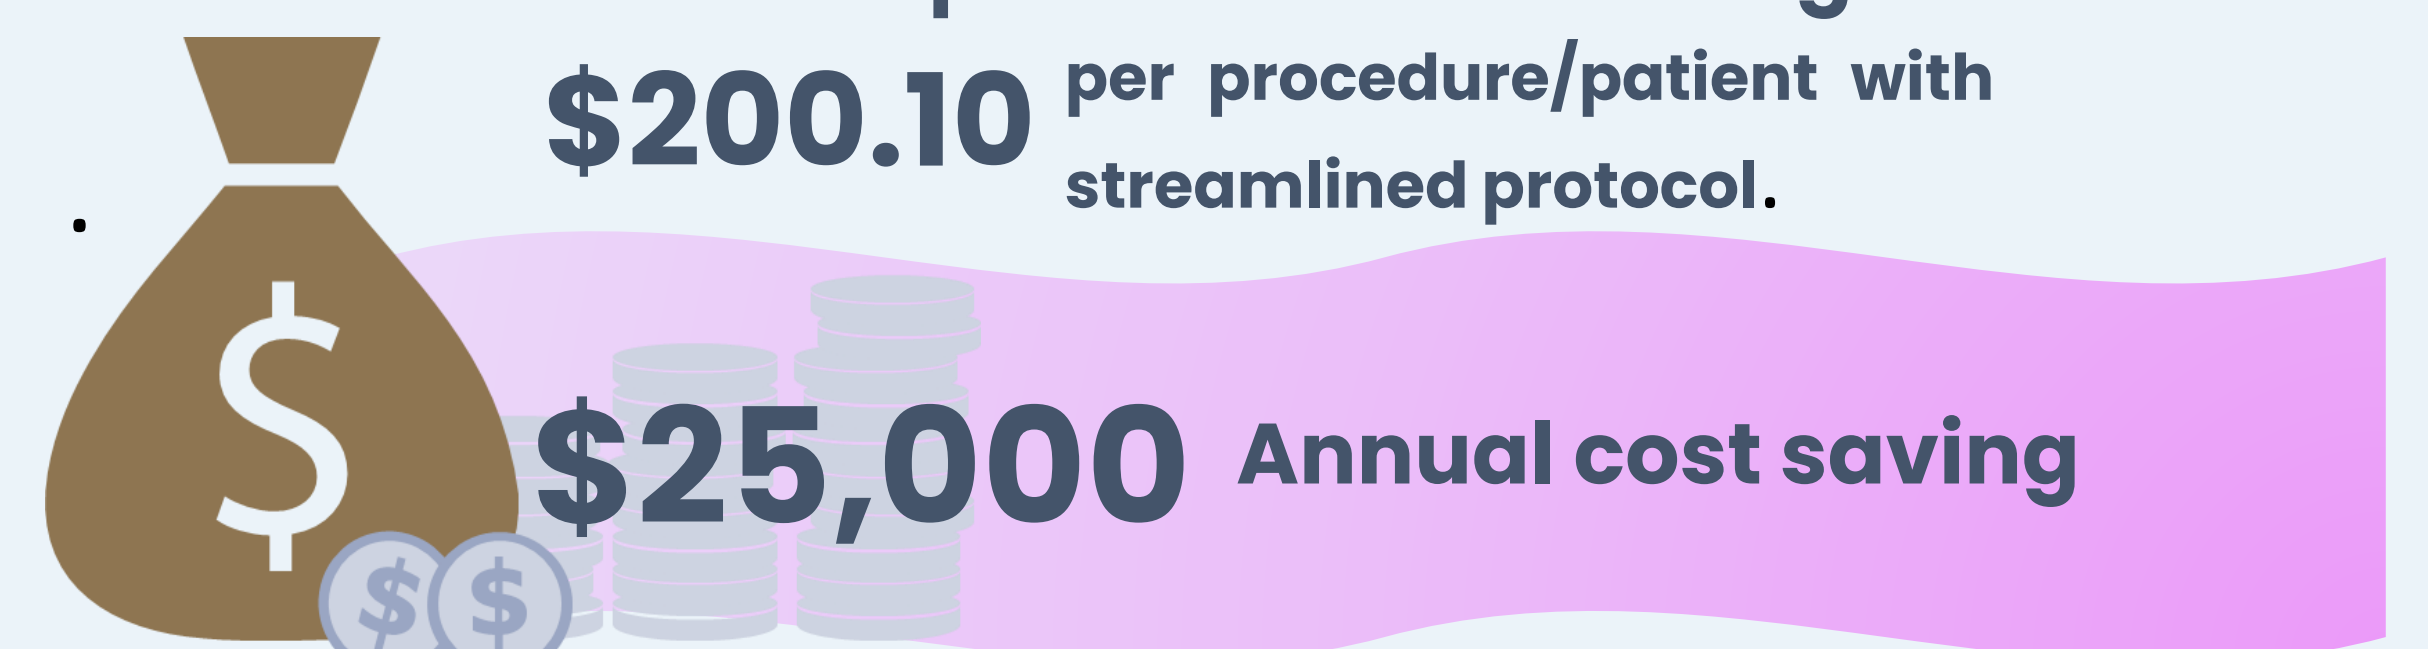 $200.10 per procedure/patient with
streamlined protocol.
.
$
$25,000 Annual cost saving
$ $